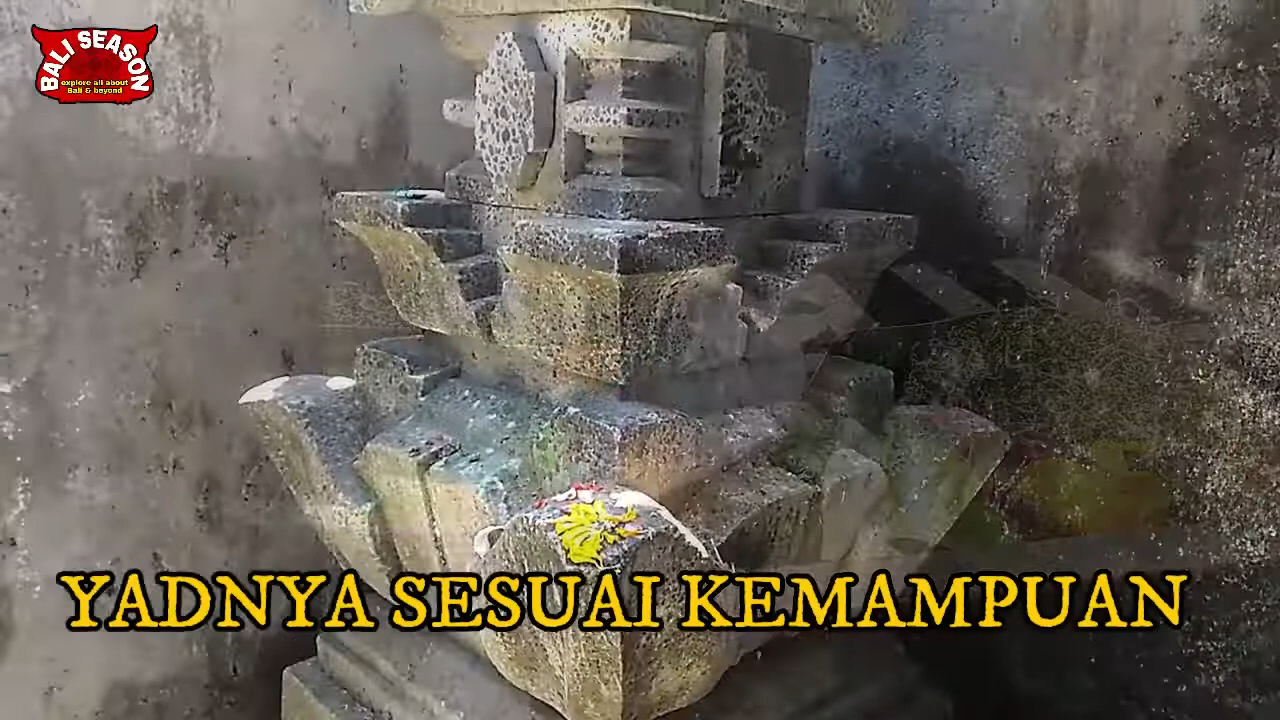 BALI SEASON
explore all about
Bali & beyond
YADNYA SESUAI KEMAMPUAN